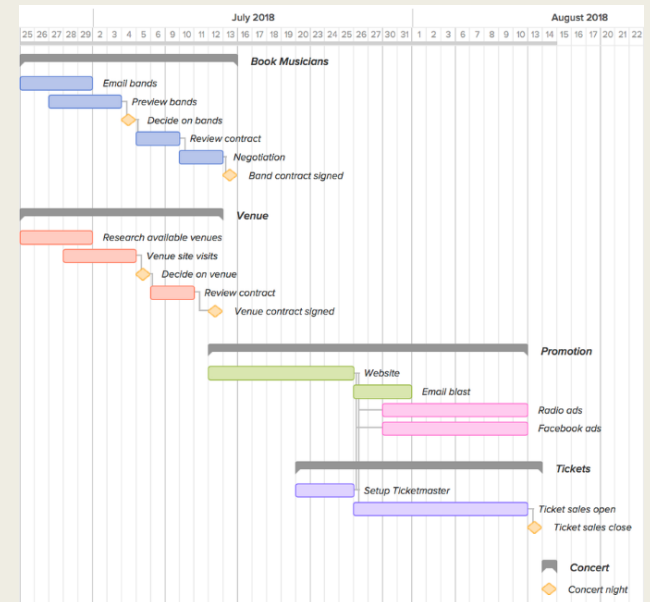 July 2018 August 2018
25 26 27 28 29 2 3 4 5 6 9 10 11 12 13 16 17 18 19 20 23 24 25 26 27 30 31 1 2 3 6 7 8 9 10 13 14 15 16 17 20 21 22
Book Musicians
Email bands
Preview bands
Decide on bands
Review contract
Negotiation
Band contract signed
Venue
Research available venues
Venue site visits
Decide on venue
Review contract
Venue contract signed
Promotion
Website
Email blast
Radio ads
Facebook ads
Tickets
Setup Ticketmaster
Ticket sales open
Ticket sales close
Concert
Concert night